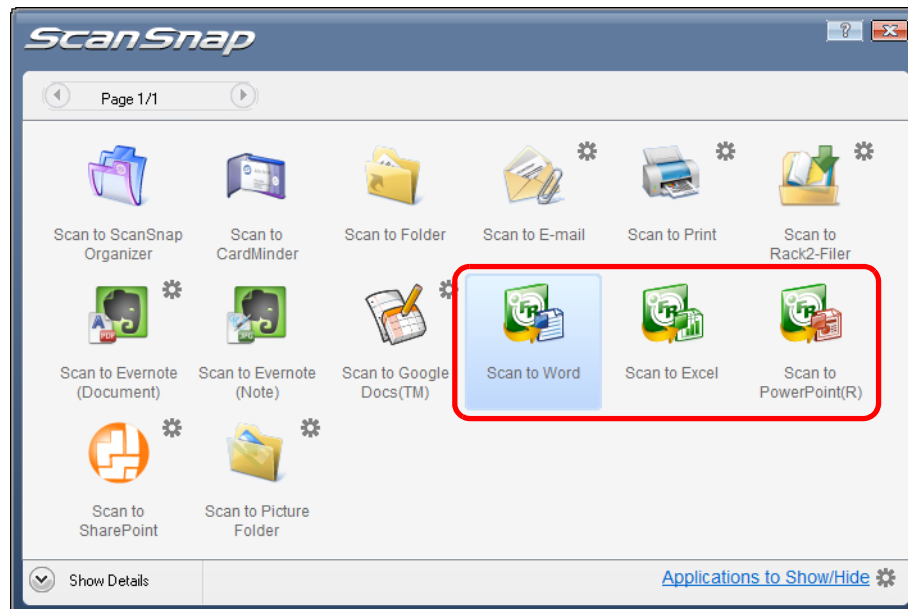 ScanSnap
?
Page 1/1
Scan to ScanSnap
Organizer
Scan to
CardMinder
Scan to Folder
Scan to E-mail
Scan to Print
Scan to
Rack2-Filer
Scan to Evernote
(Document)
Scan to Evernote
(Note)
Scan to Google
Docs(TM)
Scan to Word
Scan to Excel
Scan to
PowerPoint(R)
Scan to
SharePoint
Scan to Picture
Folder
Show Details
Applications to Show/Hide